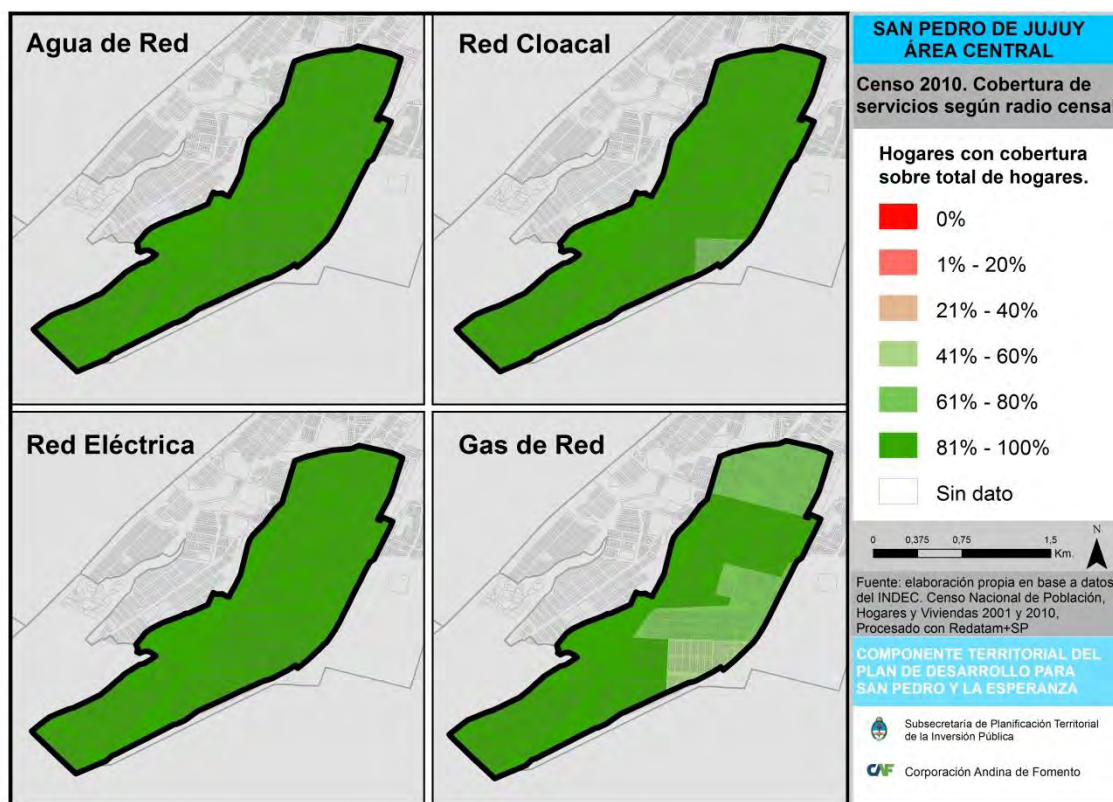 Agua de Red
Red Cloacal
Red Eléctrica
Gas de Red
SAN PEDRO DE JUJUY
ÁREA CENTRAL
Censo 2010. Cobertura de
servicios según radio censa
Hogares con cobertura
sobre total de hogares.
0%
1% - 20%
21% - 40%
41% - 60%
61% - 80%
81% - 100%
Sin dato
N
0 0,375 0,75 1,5
Km.
Fuente: elaboración propia en base a datos
del INDEC. Censo Nacional de Población,
Hogares y Viviendas 2001 y 2010,
Procesado con Redatam+SP
COMPONENTE TERRITORIAL DEL
PLAN DE DESARROLLO PARA
SAN PEDRO Y LA ESPERANZA
Subsecretaría de Planificación Territorial
de la Inversión Pública
CAF Corporación Andina de Fomento